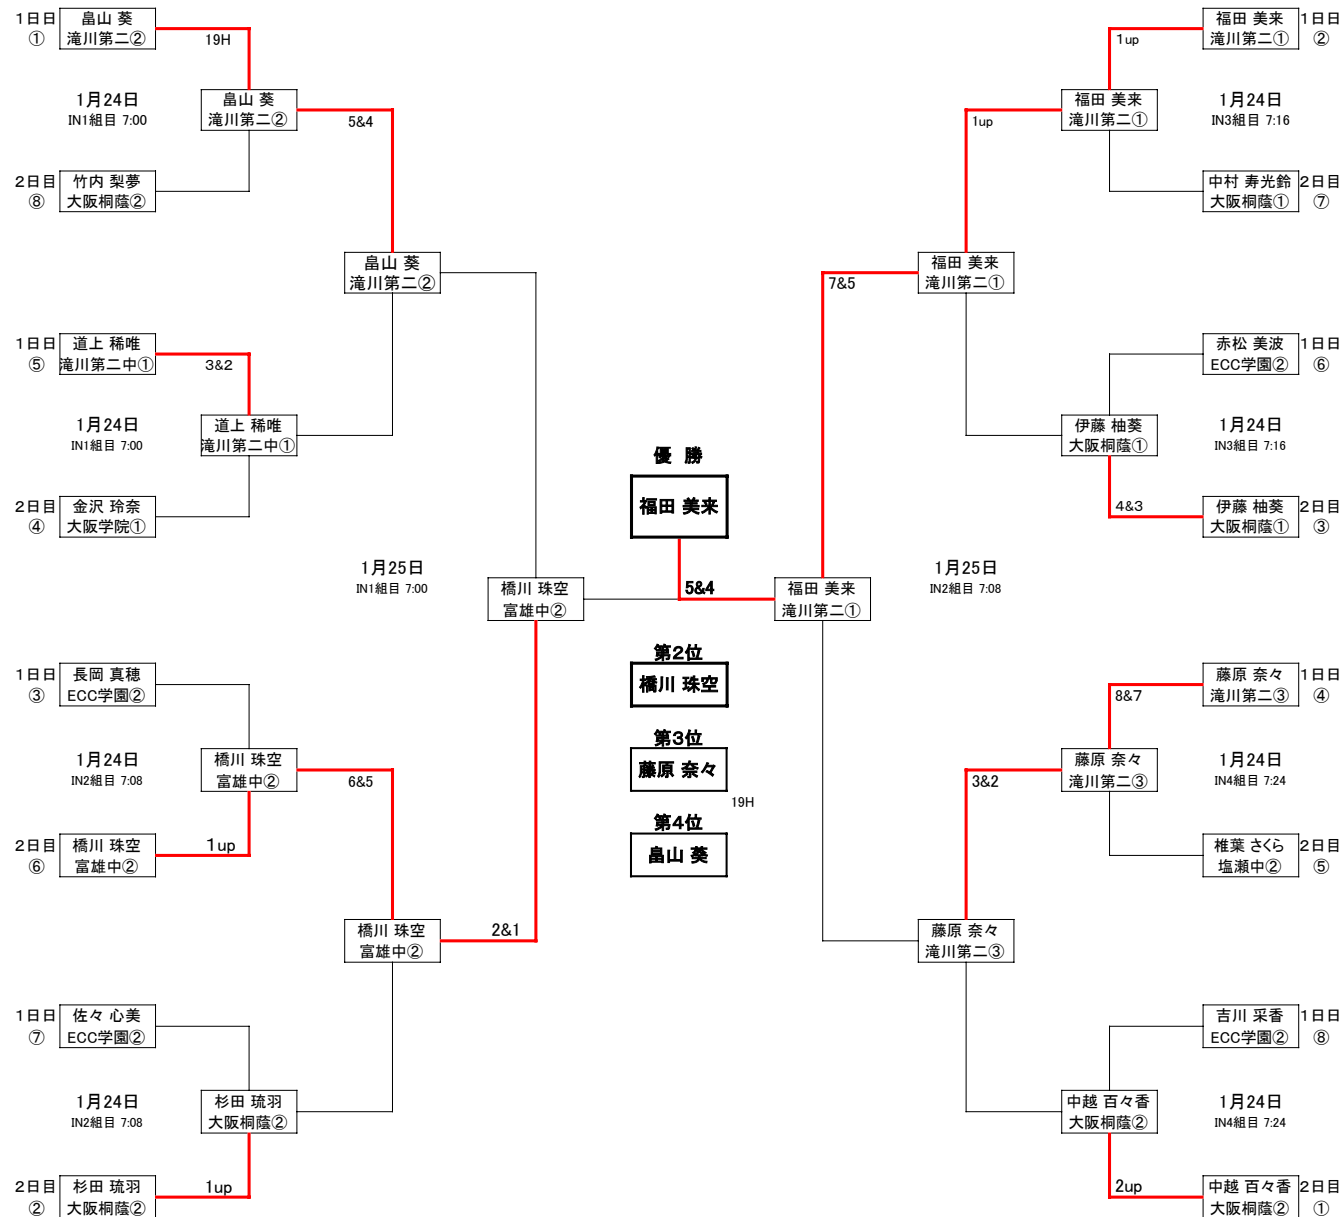 1日目
①
畠山 葵
滝川第二②
19H
1月24日
IN1組目 7:00
畠山 葵
滝川第二②
5&4
2日目
⑧
竹内 梨夢
大阪桐蔭②
畠山 葵
滝川第二②
1日目
⑤
道上 稀唯
滝川第二中①
3&2
1月24日
IN1組目 7:00
道上 稀唯
滝川第二中①
2日目
④
金沢 玲奈
大阪学院①
1月25日
IN1組目 7:00
橋川 珠空
富雄中②
1日目
③
長岡 真穂
ECC学園②
1月24日
IN2組目 7:08
橋川 珠空
富雄中②
6&5
2日目
⑥
橋川 珠空
富雄中②
1up
橋川 珠空
富雄中②
2&1
1日目
⑦
佐々 心美
ECC学園②
1月24日
IN2組目 7:08
杉田 琉羽
大阪桐蔭②
2日目
②
杉田 琉羽
大阪桐蔭②
1up
優 勝
福田 美来
5&4
第2位
橋川 珠空
第3位
藤原 奈々
19H
第4位
畠山 葵
福田 美来
滝川第二①
1日目
②
1up
福田 美来
滝川第二①
1月24日
IN3組目 7:16
1up
中村 寿光鈴
大阪桐蔭①
2日目
⑦
福田 美来
滝川第二①
7&5
赤松 美波
ECC学園②
1日目
⑥
伊藤 柚葵
大阪桐蔭①
1月24日
IN3組目 7:16
4&3
伊藤 柚葵
大阪桐蔭①
2日目
③
1月25日
IN2組目 7:08
福田 美来
滝川第二①
藤原 奈々
滝川第二③
1日目
④
8&7
藤原 奈々
滝川第二③
1月24日
IN4組目 7:24
3&2
椎葉 さくら
塩瀬中②
2日目
⑤
藤原 奈々
滝川第二③
吉川 采香
ECC学園②
1日目
⑧
中越 百々香
大阪桐蔭②
1月24日
IN4組目 7:24
2up
中越 百々香
大阪桐蔭②
2日目
①